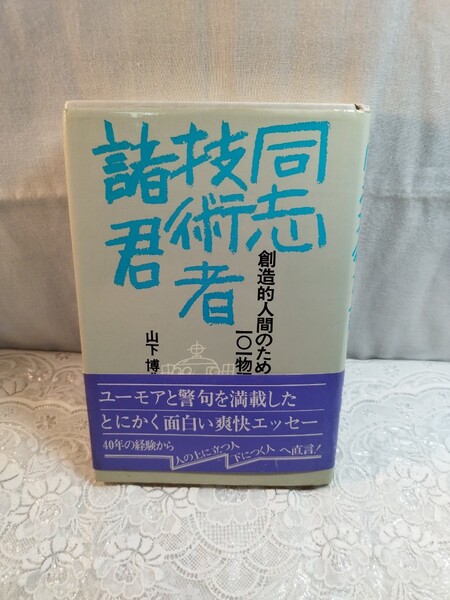 同志
技術者
諸君
創造的人間のため
一〇一物
山下 博
ユーモアと警句を満載した
とにかく面白い爽快エッセー
40年の経験から 人の上に立つ人 下につく人 へ直言!